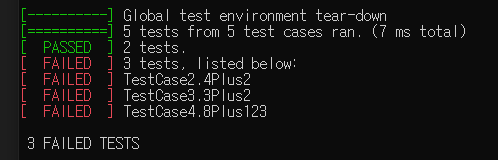 [----------] Global test environment tear-down
[==========] 5 tests from 5 test cases ran. (7 ms total)
[  PASSED  ] 2 tests.
[  FAILED  ] 3 tests, listed below:
[  FAILED  ] TestCase2.4Plus2
[  FAILED  ] TestCase3.3Plus2
[  FAILED  ] TestCase4.8Plus123
3 FAILED TESTS